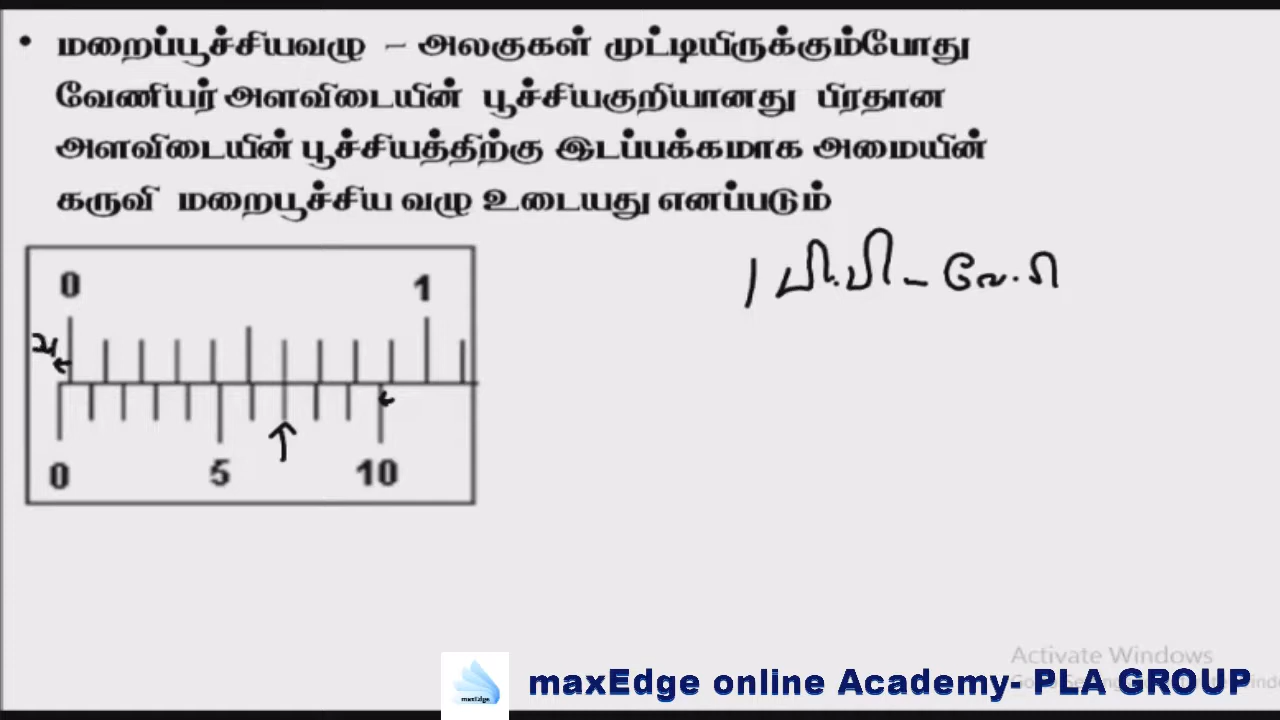 • மறைப்பூச்சியவழு – அலகுகள் முட்டியிருக்கும்போது
வேணியர் அளவிடையின் பூச்சியகுறியானது பிரதான
அளவிடையின் பூச்சியத்திற்கு இடப்பக்கமாக அமையின்
கருவி மறைபூச்சிய வழு உடையது எனப்படும்
0 1
0 5 10
1 பி.பி – வே.பி
Activate Windows
maxEdge
maxEdge online Academy- PLA GROUP